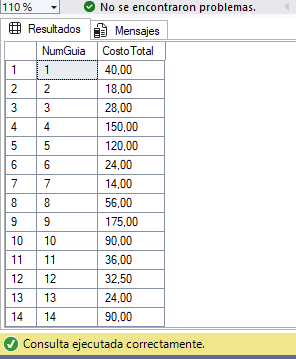 110 %
No se encontraron problemas.
Resultados Mensajes
NumGuia CostoTotal
1 1 40,00
2 2 18,00
3 3 28,00
4 4 150,00
5 5 120,00
6 6 24,00
7 7 14,00
8 8 56,00
9 9 175,00
10 10 90,00
11 11 36,00
12 12 32,50
13 13 24,00
14 14 90,00
Consulta ejecutada correctamente.